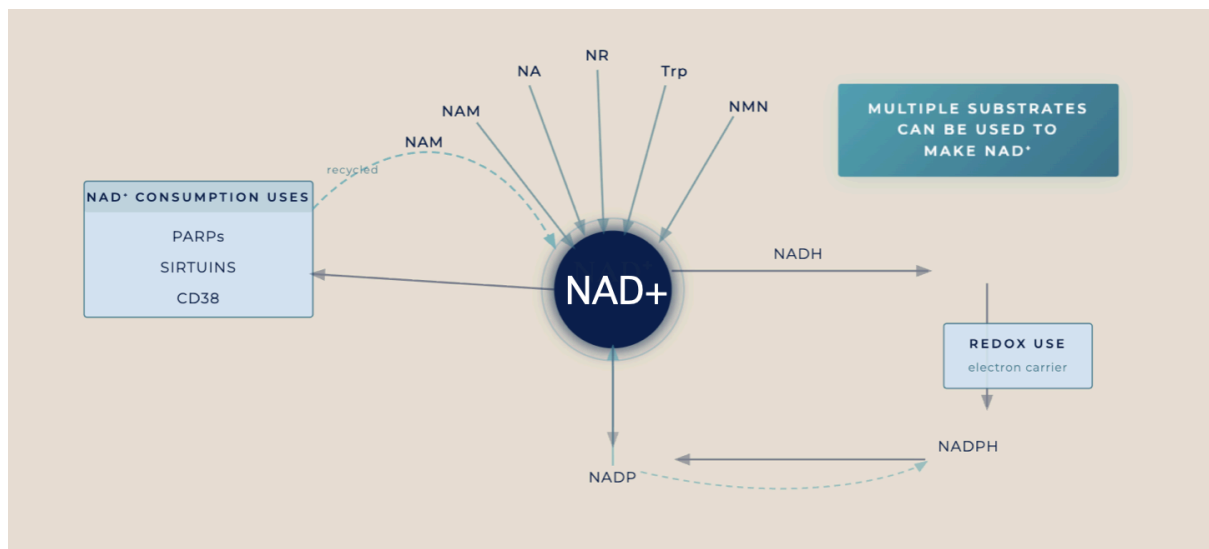 NR
NA
Trp
NAM
NMN
MULTIPLE SUBSTRATES
CAN BE USED TO
MAKE NAD⁺
NAM
recycled
NAD⁺ CONSUMPTION USES
PARPs
SIRTUINS
CD38
NAD+
NADH
REDOX USE
electron carrier
NADPH
NADP